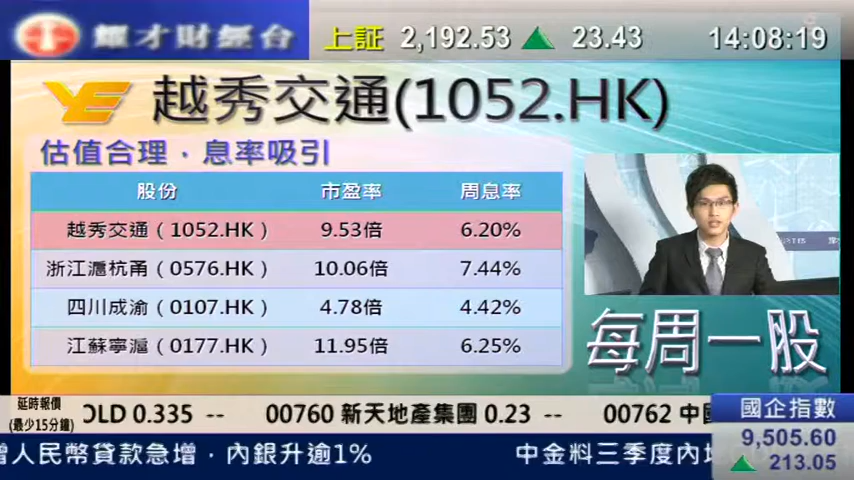 耀才財經台
上証 2,192.53 ▲ 23.43 14:08:19
越秀交通(1052.HK)
估值合理．息率吸引
股份 市盈率 周息率
越秀交通（1052.HK） 9.53倍 6.20%
浙江滬杭甬（0576.HK） 10.06倍 7.44%
四川成渝（0107.HK） 4.78倍 4.42%
江蘇寧滬（0177.HK） 11.95倍 6.25%
每周一股
延時報價
(最少15分鐘)
OLD 0.335 -- 00760 新天地產集團 0.23 -- 00762 中
國企指數
9,505.60
▲ 213.05
增人民幣貸款急增，內銀升逾1% 中金料三季度內